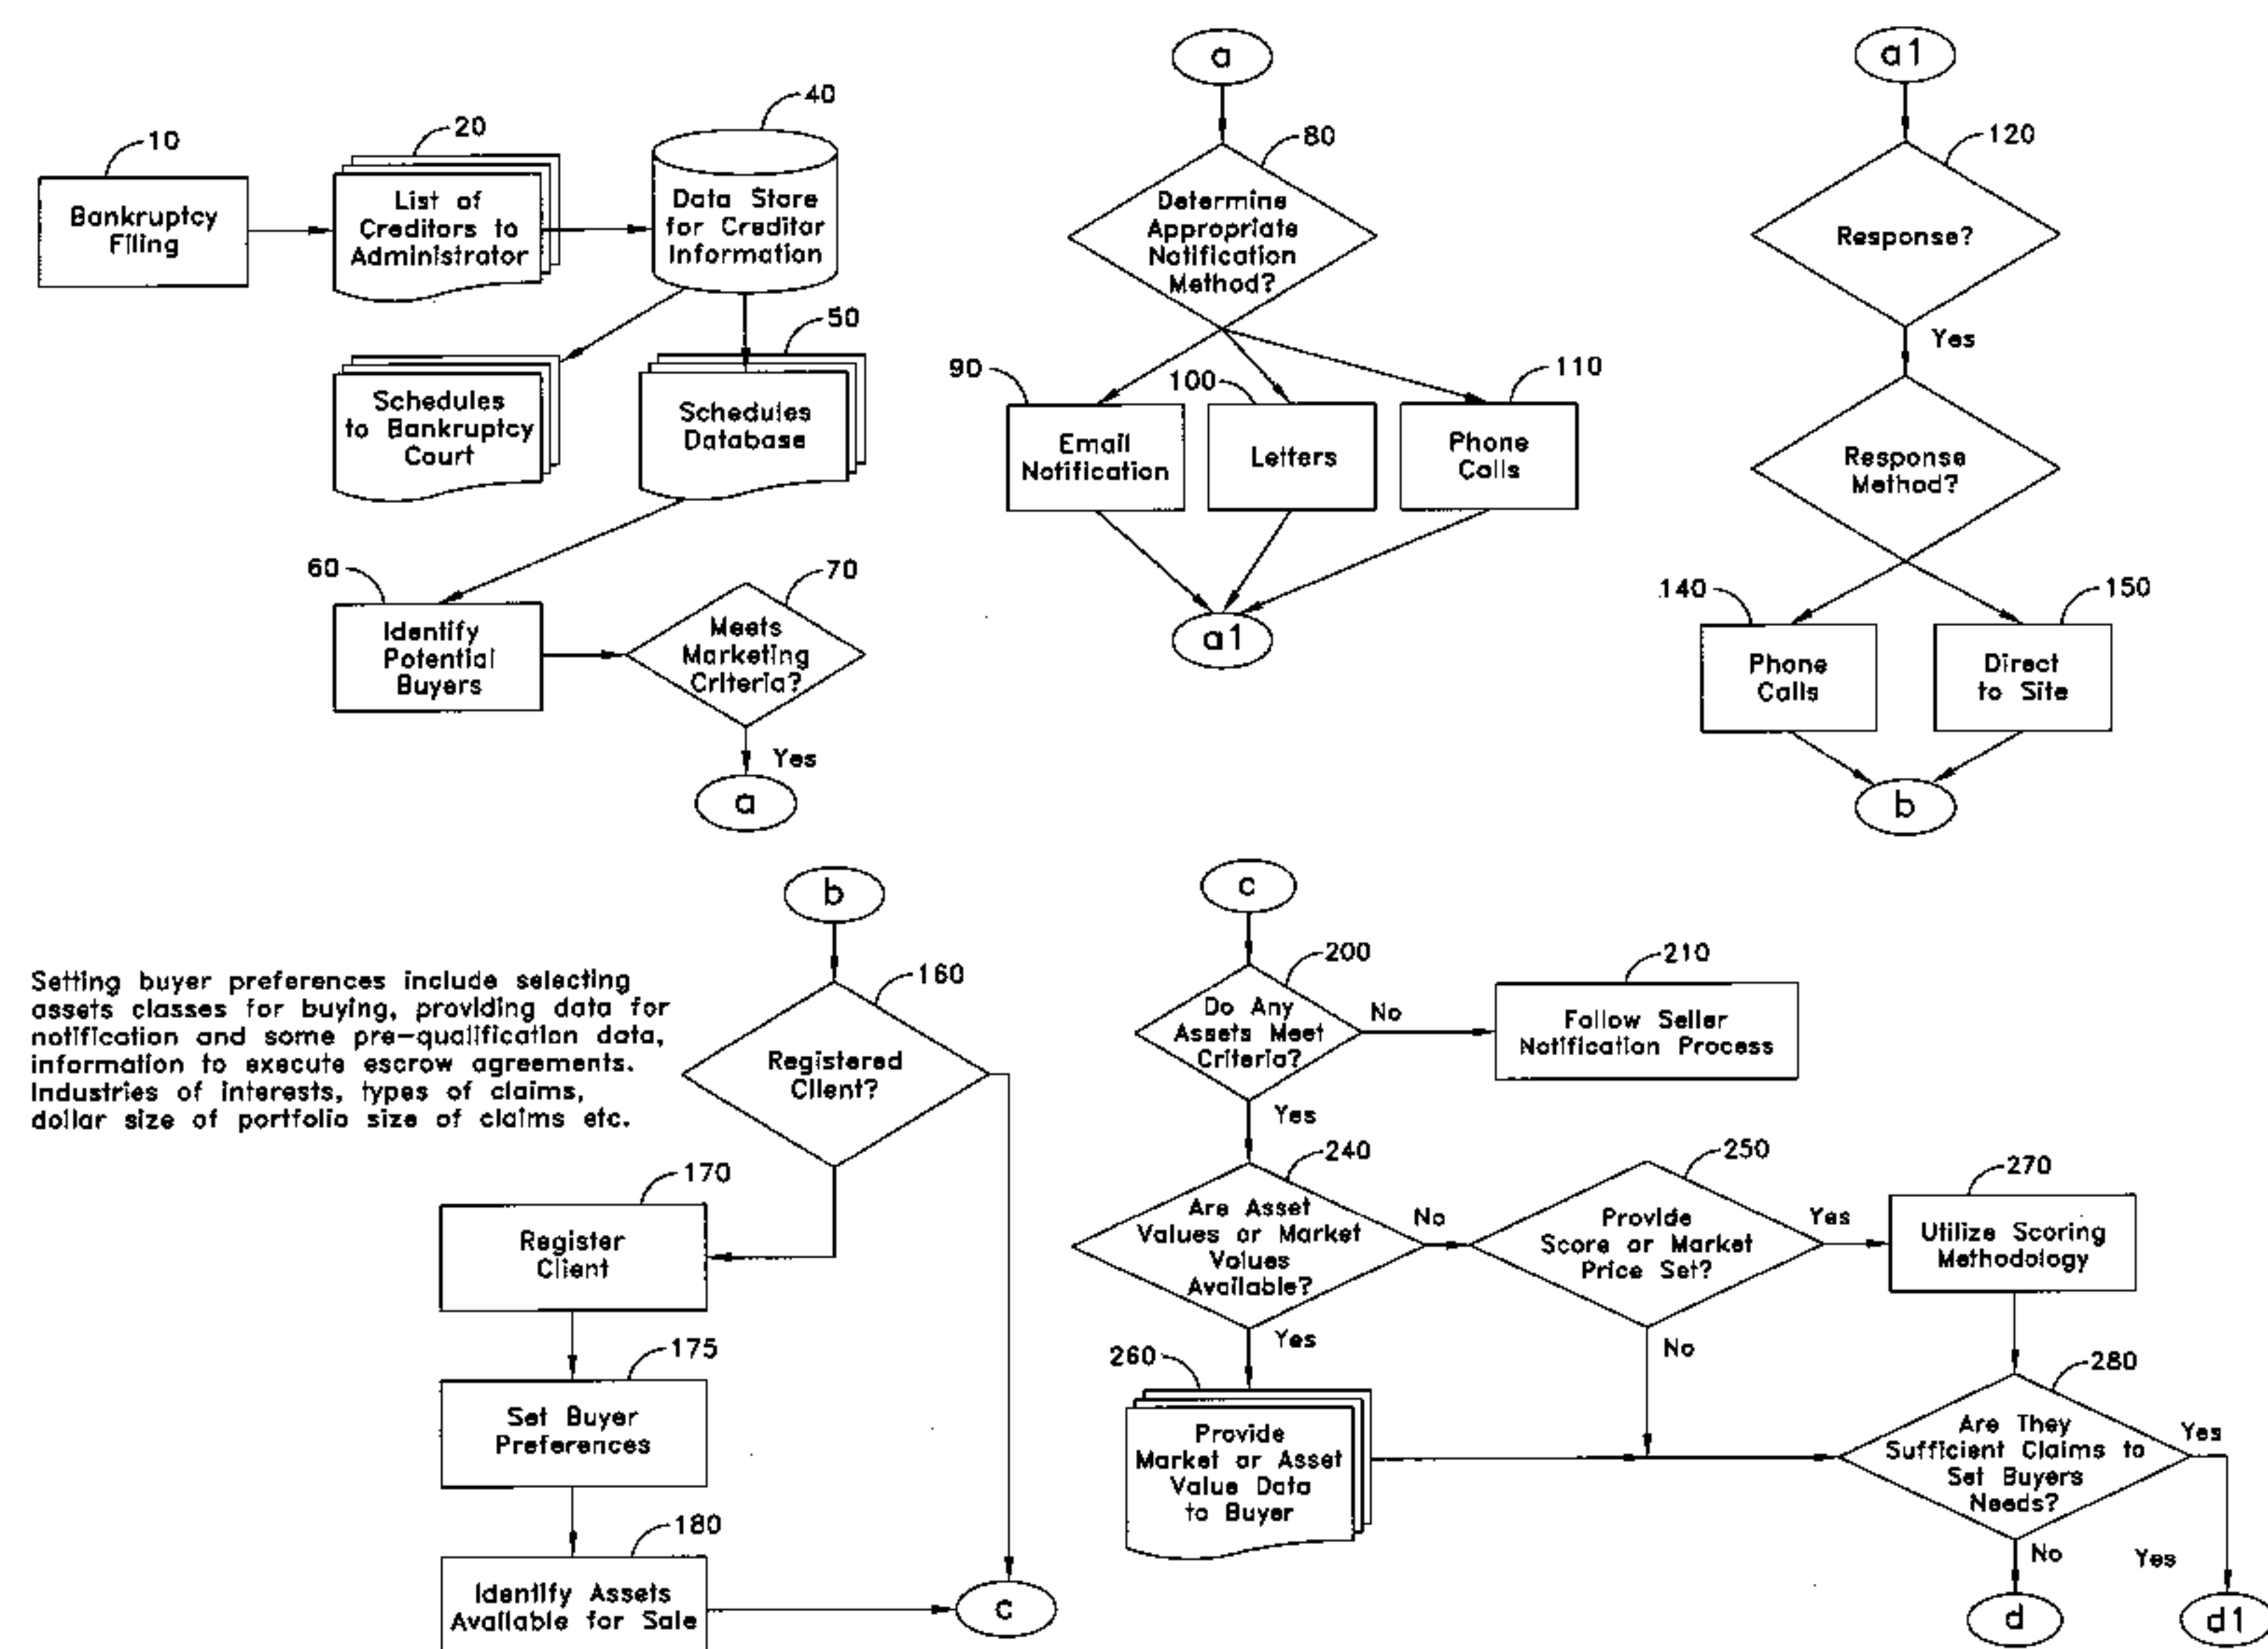 10
Bankruptcy
Filing
20
List of
Creditors to
Administrator
40
Data Store
for Creditor
Information
Schedules
to Bankruptcy
Court
50
Schedules
Database
60
Identify
Potential
Buyers
70
Meets
Marketing
Criteria?
Yes
a
a
80
Determine
Appropriate
Notification
Method?
90
Email
Notification
100
Letters
110
Phone
Calls
a1
a1
120
Response?
Yes
Response
Method?
140
Phone
Calls
150
Direct
to Site
b
Setting buyer preferences include selecting
assets classes for buying, providing data for
notification and some pre-qualification data,
information to execute escrow agreements.
Industries of interests, types of claims,
dollar size of portfolio size of claims etc.
b
160
Registered
Client?
170
Register
Client
175
Set Buyer
Preferences
180
Identify Assets
Available for Sale
c
c
200
Do Any
Assets Meet
Criteria?
No
210
Follow Seller
Notification Process
Yes
240
Are Asset
Values or Market
Values
Available?
No
250
Provide
Score or Market
Price Set?
Yes
270
Utilize Scoring
Methodology
Yes
No
260
Provide
Market or Asset
Value Data
to Buyer
280
Are They
Sufficient Claims to
Set Buyers
Needs?
Yes
No
Yes
d
d1